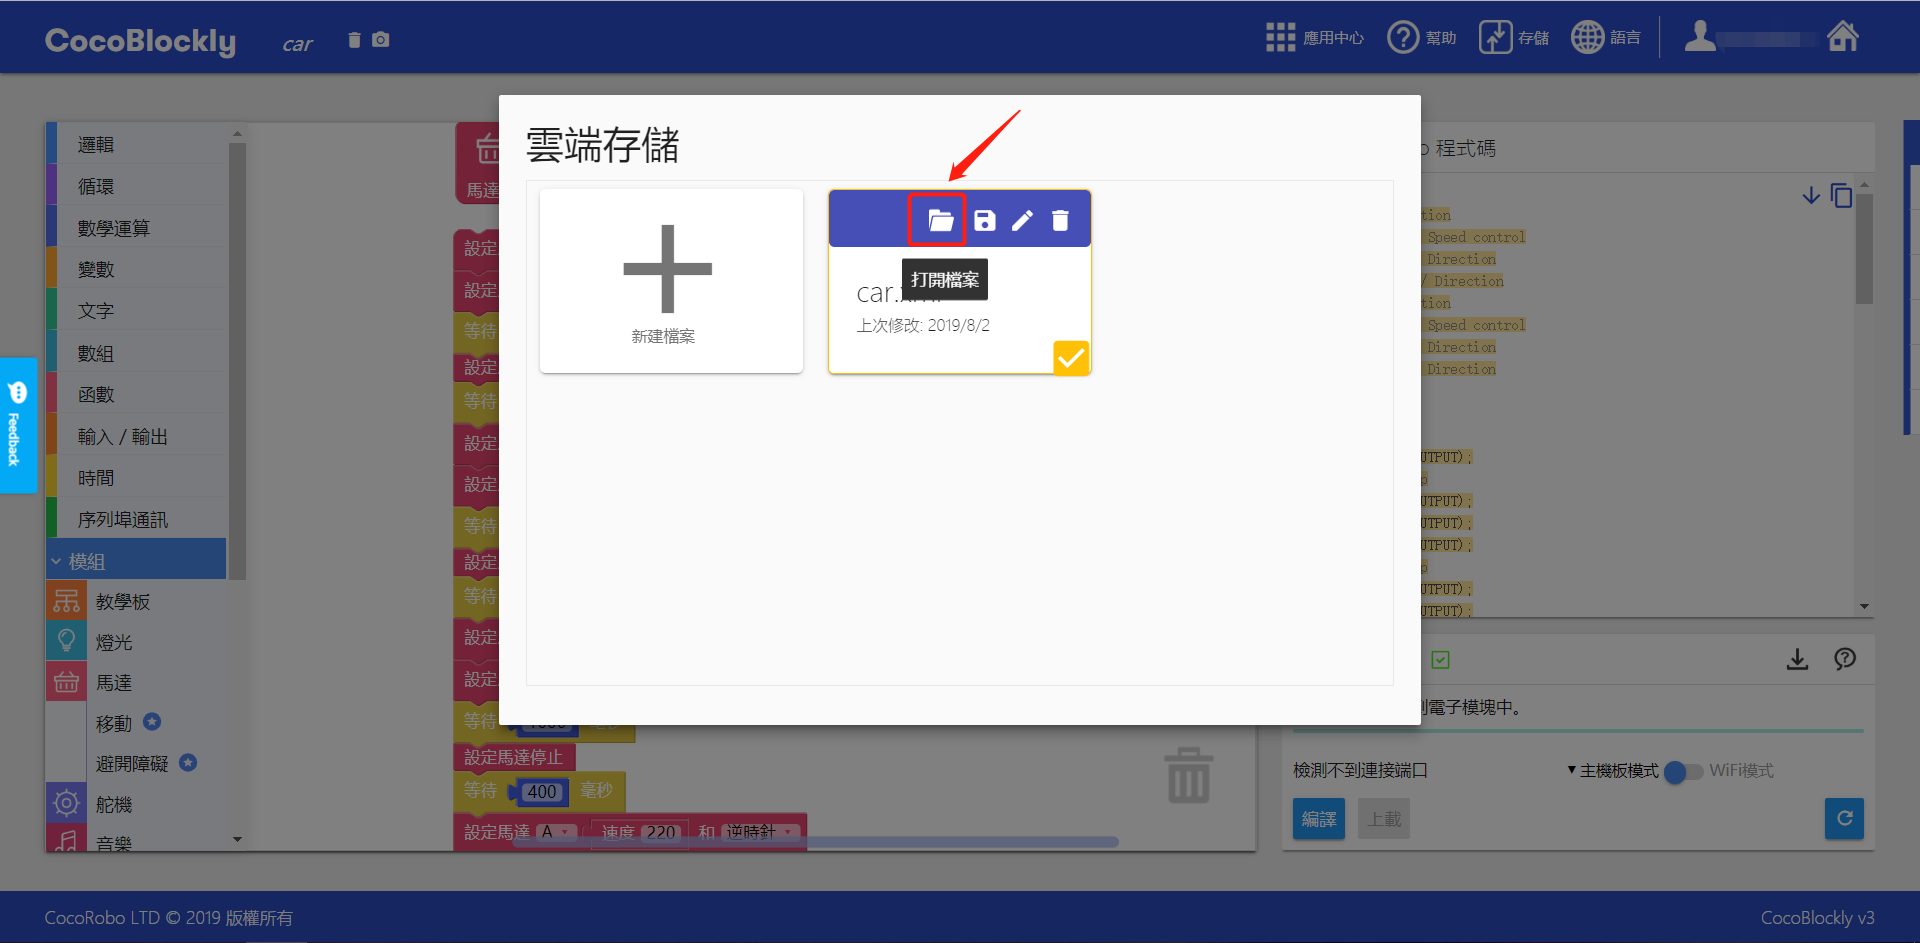 CocoBlockly
car
應用中心
幫助
存儲
語言
邏輯
循環
數學運算
變數
文字
數組
函數
輸入 / 輸出
時間
序列埠通訊
模組
教學板
燈光
馬達
移動
避開障礙
舵機
音樂
Feedback
馬達
設定
設定
等待
設定
等待
設定
設定
等待
設定
等待
設定
設定
等待
設定馬達停止
等待 400 毫秒
設定馬達 A 速度 220 和 逆時針
雲端存儲
新建檔案
打開檔案
car.
上次修改: 2019/8/2
程式碼
tion
Speed control
Direction
/ Direction
tion
Speed control
Direction
Direction
UTPUT);
UTPUT);
UTPUT);
UTPUT);
UTPUT);
UTPUT);
電子模塊中。
檢測不到連接端口
主機板模式
WiFi模式
編譯
上載
CocoRobo LTD © 2019 版權所有
CocoBlockly v3